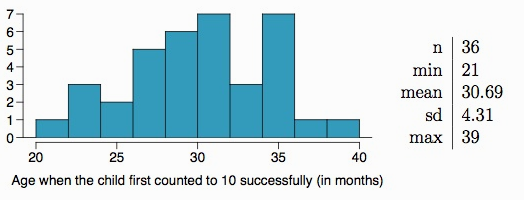 7
6
5
4
3
2
1
0
20 25 30 35 40
Age when the child first counted to 10 successfully (in months)
n 36
min 21
mean 30.69
sd 4.31
max 39